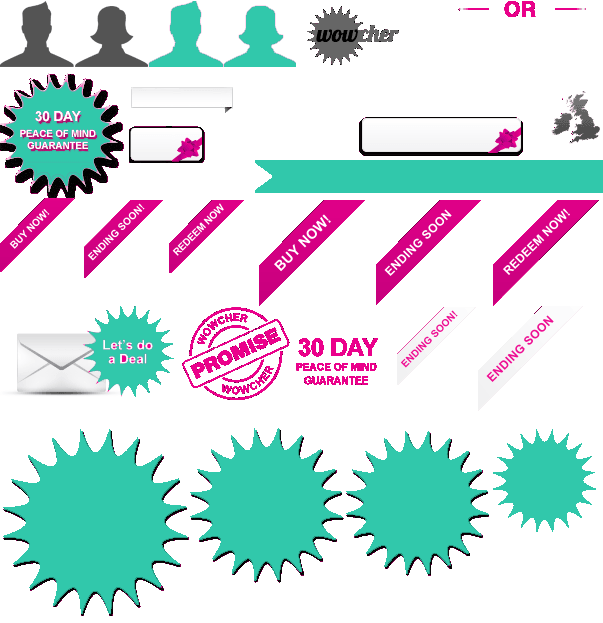 wowcher
OR
30 DAY
PEACE OF MIND
GUARANTEE
BUY NOW!
ENDING SOON!
REDEEM NOW
BUY NOW!
ENDING SOON
REDEEM NOW!
Let's do
a Deal
WOWCHER
PROMISE
WOWCHER
30 DAY
PEACE OF MIND
GUARANTEE
ENDING SOON!
ENDING SOON